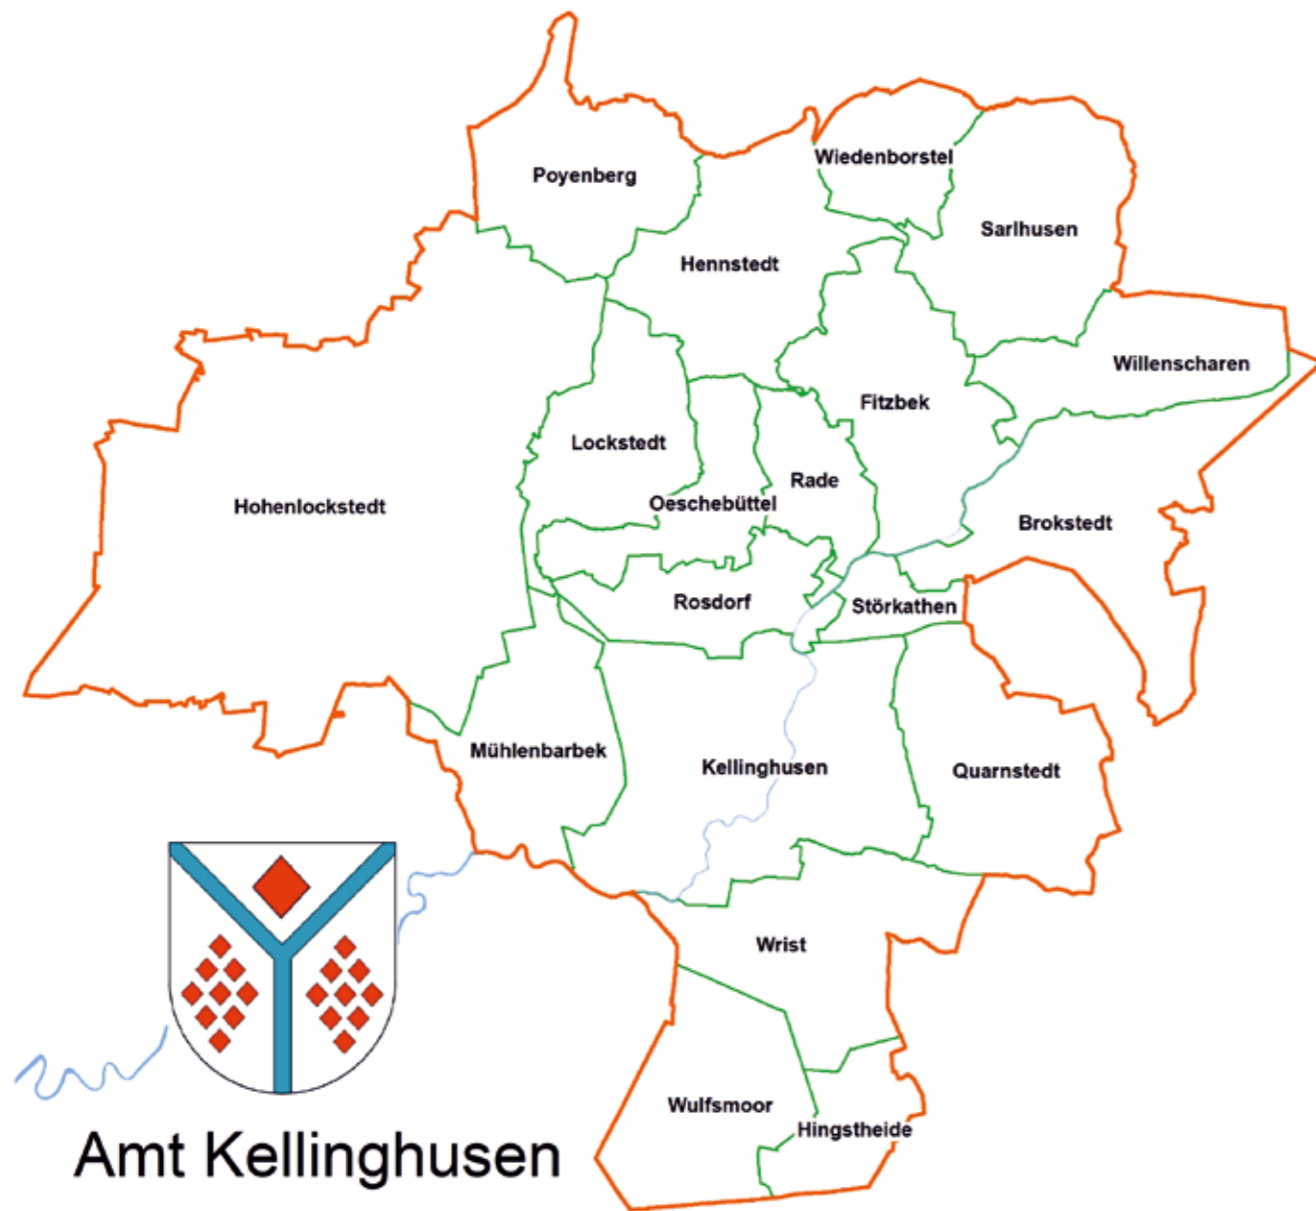 Wiedenborstel
Poyenberg
Sarlhusen
Hennstedt
Willenscharen
Fitzbek
Lockstedt
Rade
Oeschebüttel
Hohenlockstedt
Brokstedt
Rosdorf
Störkathen
Mühlenbarbek
Kellinghusen
Quarnstedt
Wrist
Wulfsmoor
Hingstheide
Amt Kellinghusen